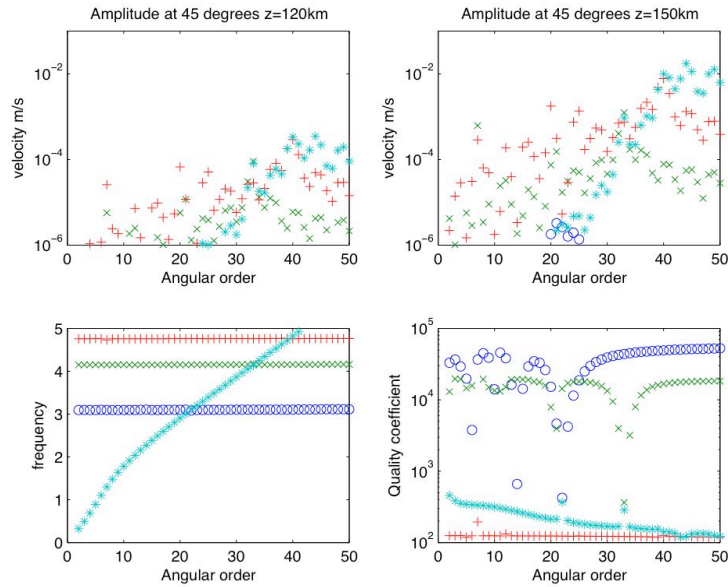 Amplitude at 45 degrees z=120km
velocity m/s
10^-2
10^-4
10^-6
0 10 20 30 40 50
Angular order
Amplitude at 45 degrees z=150km
velocity m/s
10^-2
10^-4
10^-6
0 10 20 30 40 50
Angular order
frequency
5
4
3
2
1
0
0 10 20 30 40 50
Angular order
Quality coefficient
10^5
10^4
10^3
10^2
0 10 20 30 40 50
Angular order